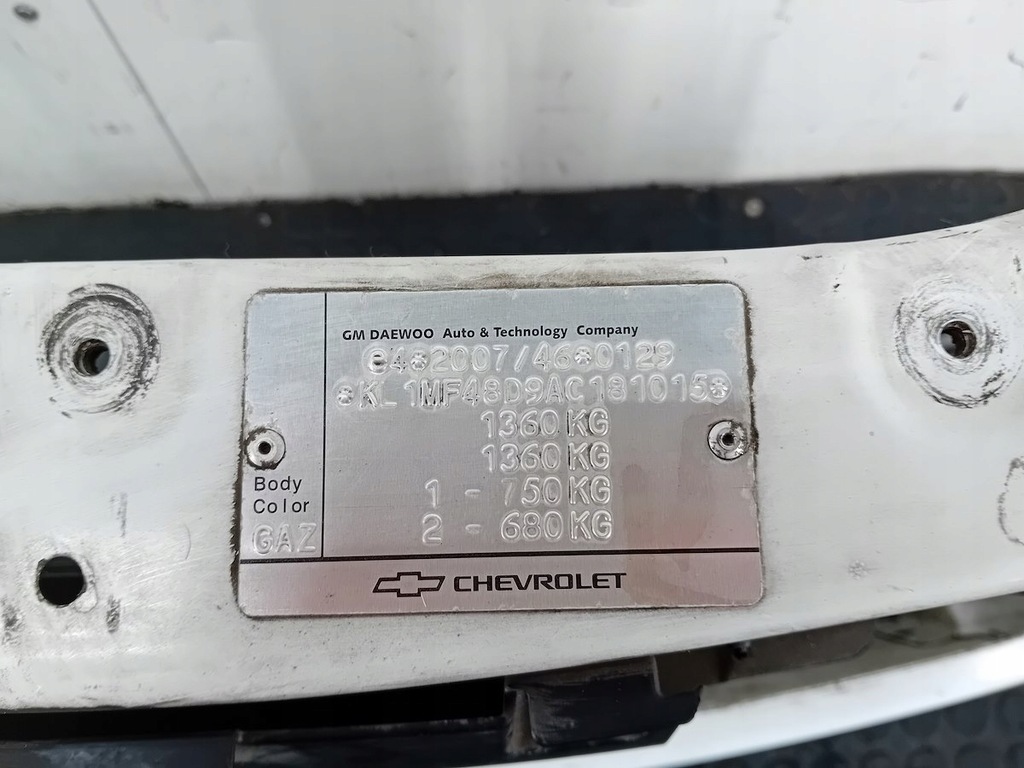 GM DAEWOO Auto & Technology Company
e4*2007/46*0129
*KL1MF48D9AC181015*
1360 KG
1360 KG
1 - 750 KG
2 - 680 KG
Body
Color
GAZ
CHEVROLET